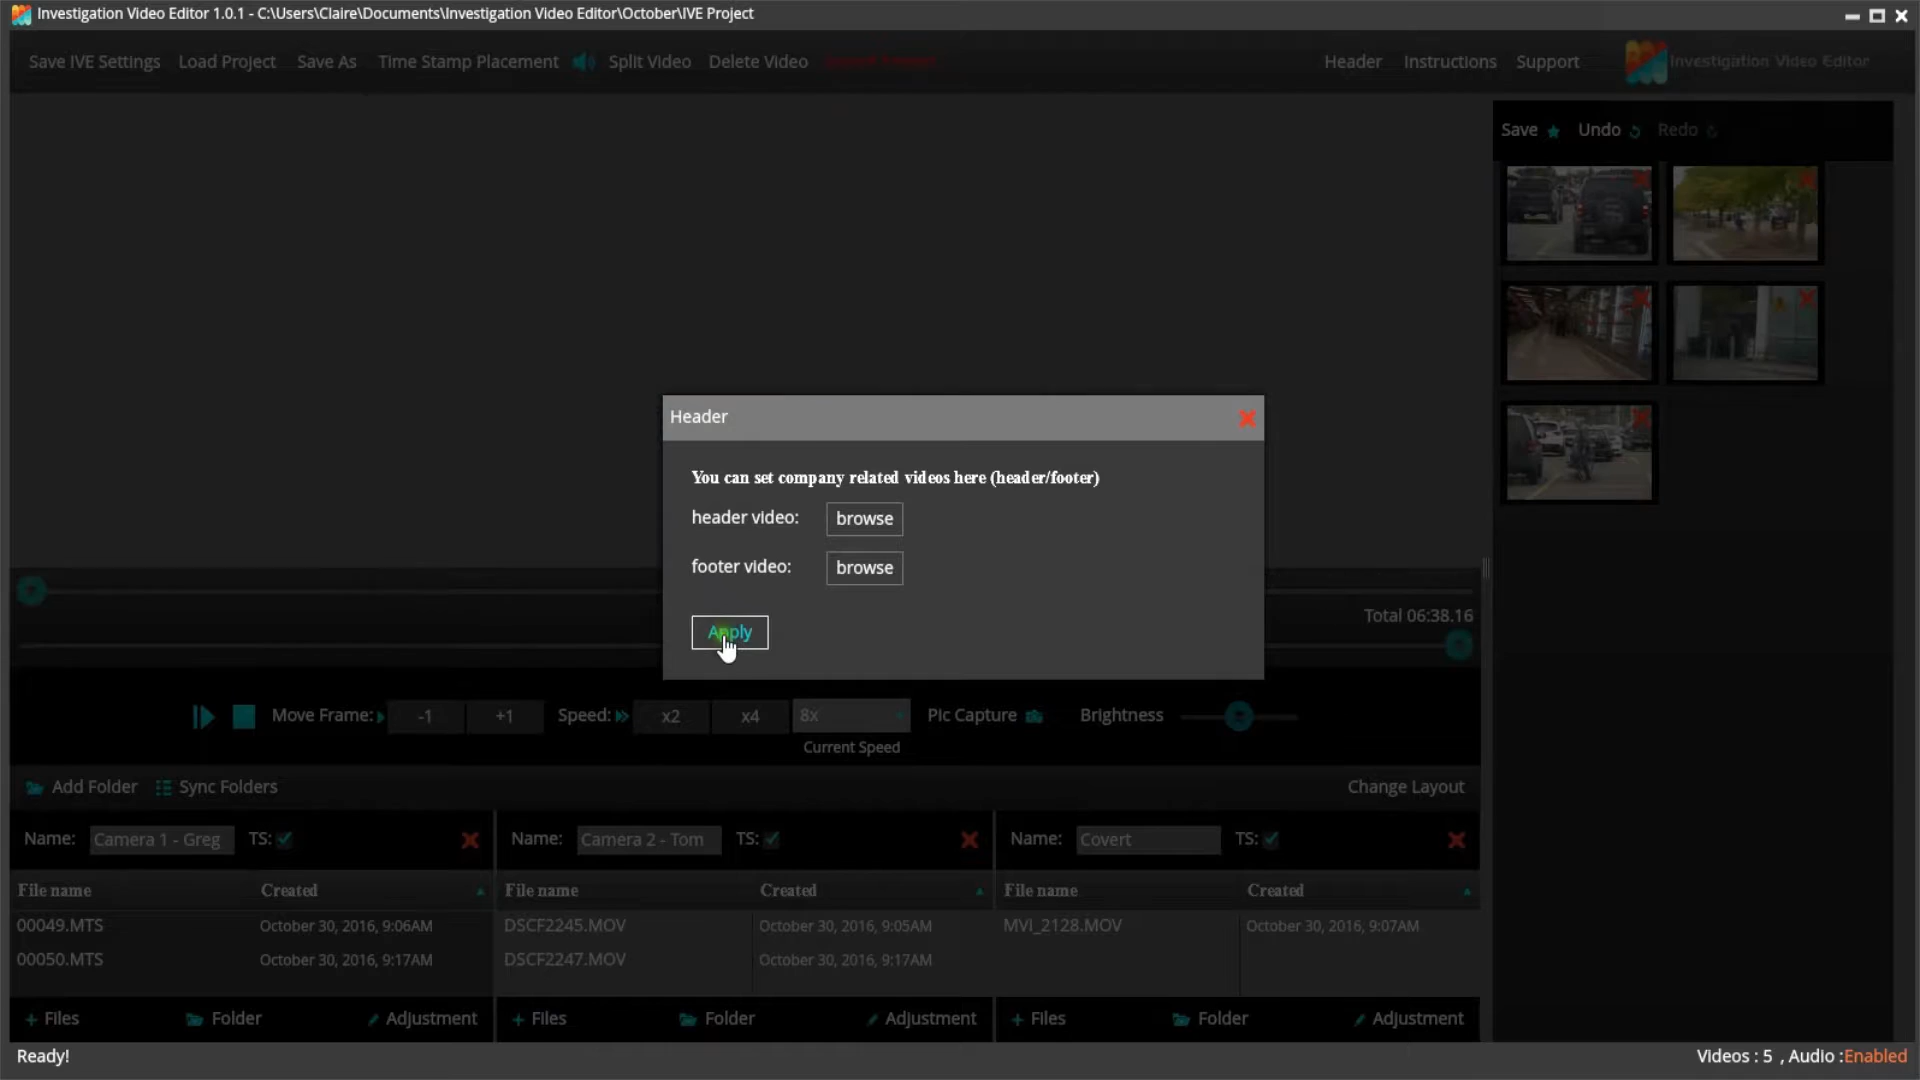 Investigation Video Editor 1.0.1 - C:\Users\Claire\Documents\Investigation Video Editor\October\IVE Project
Save IVE Settings Load Project Save As Time Stamp Placement Split Video Delete Video
Header Instructions Support Investigation Video Editor
Save Undo Redo
Header
You can set company related videos here (header/footer)
header video: browse
footer video: browse
Apply
Total 06:38.16
Move Frame: -1 +1 Speed: x2 x4 8x Pic Capture Brightness
Current Speed
Add Folder Sync Folders Change Layout
Name: Camera 1 - Greg TS: Name: Camera 2 - Tom TS: Name: Covert TS:
File name Created File name Created File name Created
00049.MTS October 30, 2016, 9:06AM DSCF2245.MOV October 30, 2016, 9:05AM MVI_2128.MOV October 30, 2016, 9:07AM
00050.MTS October 30, 2016, 9:17AM DSCF2247.MOV October 30, 2016, 9:17AM
+ Files Folder Adjustment + Files Folder Adjustment + Files Folder Adjustment
Ready! Videos : 5 , Audio :Enabled